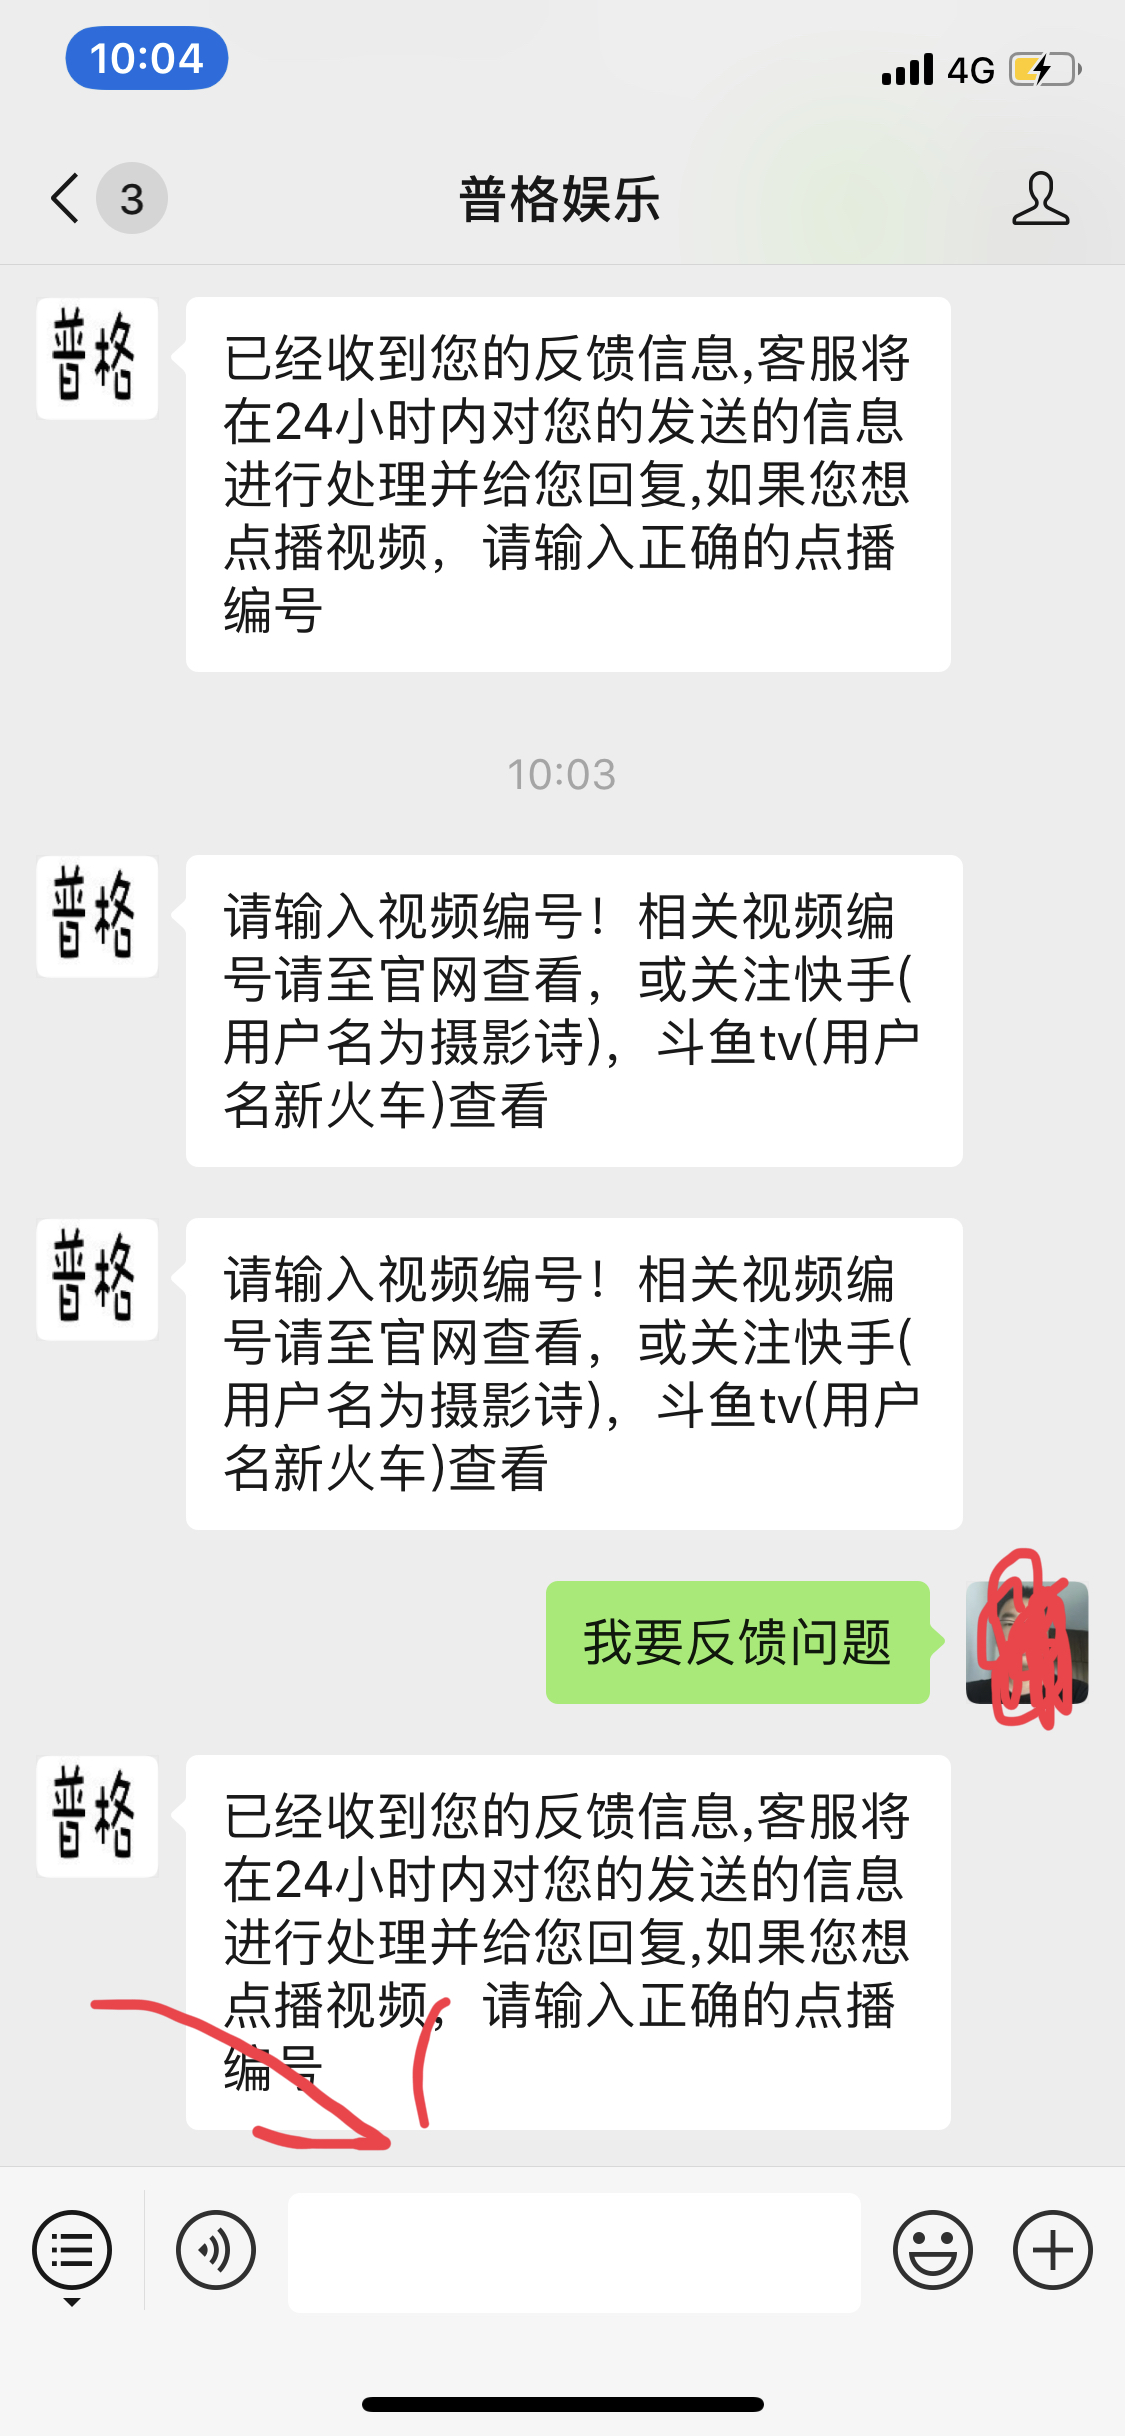 10:04
4G
3
普格娱乐
普格
已经收到您的反馈信息,客服将
在24小时内对您的发送的信息
进行处理并给您回复,如果您想
点播视频，请输入正确的点播
编号
10:03
普格
请输入视频编号！相关视频编
号请至官网查看，或关注快手(
用户名为摄影诗)，斗鱼tv(用户
名新火车)查看
普格
请输入视频编号！相关视频编
号请至官网查看，或关注快手(
用户名为摄影诗)，斗鱼tv(用户
名新火车)查看
我要反馈问题
普格
已经收到您的反馈信息,客服将
在24小时内对您的发送的信息
进行处理并给您回复,如果您想
点播视频，请输入正确的点播
编号